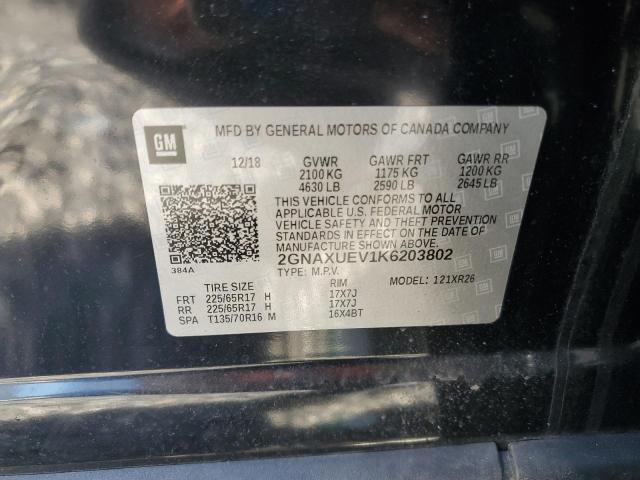 GM
MFD BY GENERAL MOTORS OF CANADA COMPANY
12/18 GVWR GAWR FRT GAWR RR
2100 KG 1175 KG 1200 KG
4630 LB 2590 LB 2645 LB
THIS VEHICLE CONFORMS TO ALL
APPLICABLE U.S. FEDERAL MOTOR
VEHICLE SAFETY AND THEFT PREVENTION
STANDARDS IN EFFECT ON THE DATE OF
MANUFACTURE SHOWN ABOVE.
384A 2GNAXUEV1K6203802
TYPE: M.P.V. MODEL: 121XR26
TIRE SIZE RIM
FRT 225/65R17 H 17X7J
RR 225/65R17 H 17X7J
SPA T135/70R16 M 16X4BT